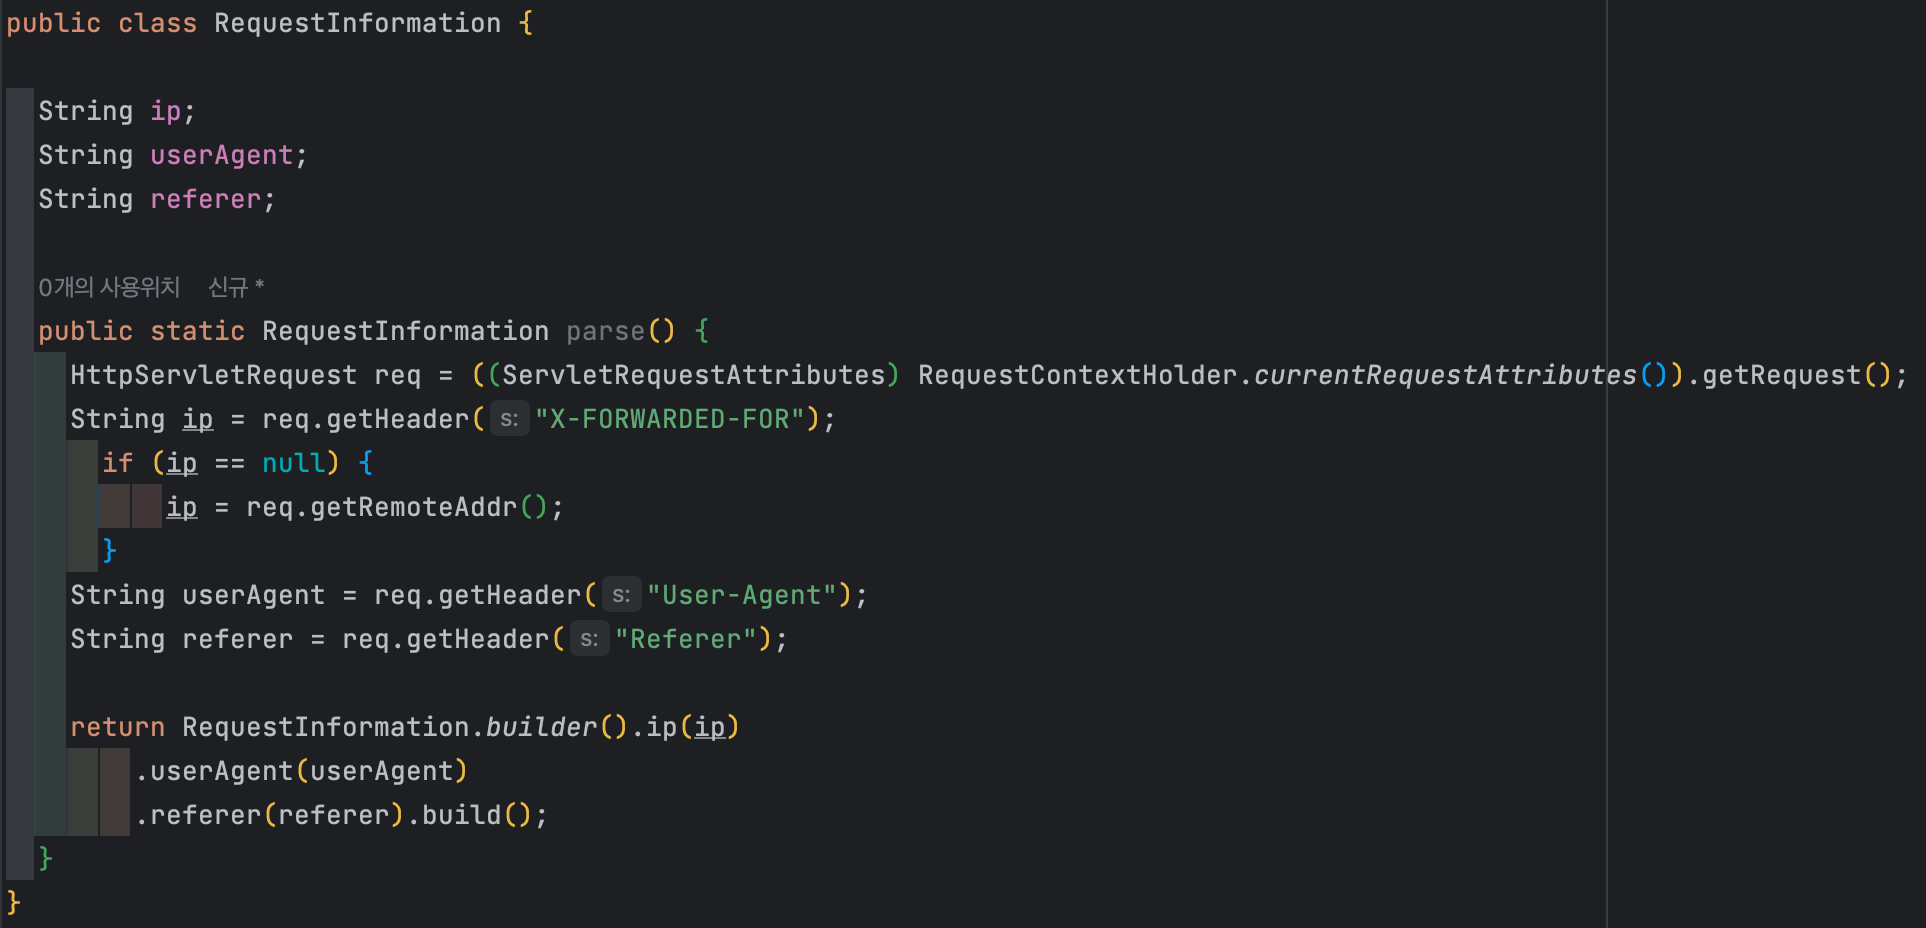 public class RequestInformation {
String ip;
String userAgent;
String referer;
0개의 사용위치 신규 *
public static RequestInformation parse() {
HttpServletRequest req = ((ServletRequestAttributes) RequestContextHolder.currentRequestAttributes()).getRequest();
String ip = req.getHeader( s: "X-FORWARDED-FOR");
if (ip == null) {
ip = req.getRemoteAddr();
}
String userAgent = req.getHeader( s: "User-Agent");
String referer = req.getHeader( s: "Referer");
return RequestInformation.builder().ip(ip)
.userAgent(userAgent)
.referer(referer).build();
}
}